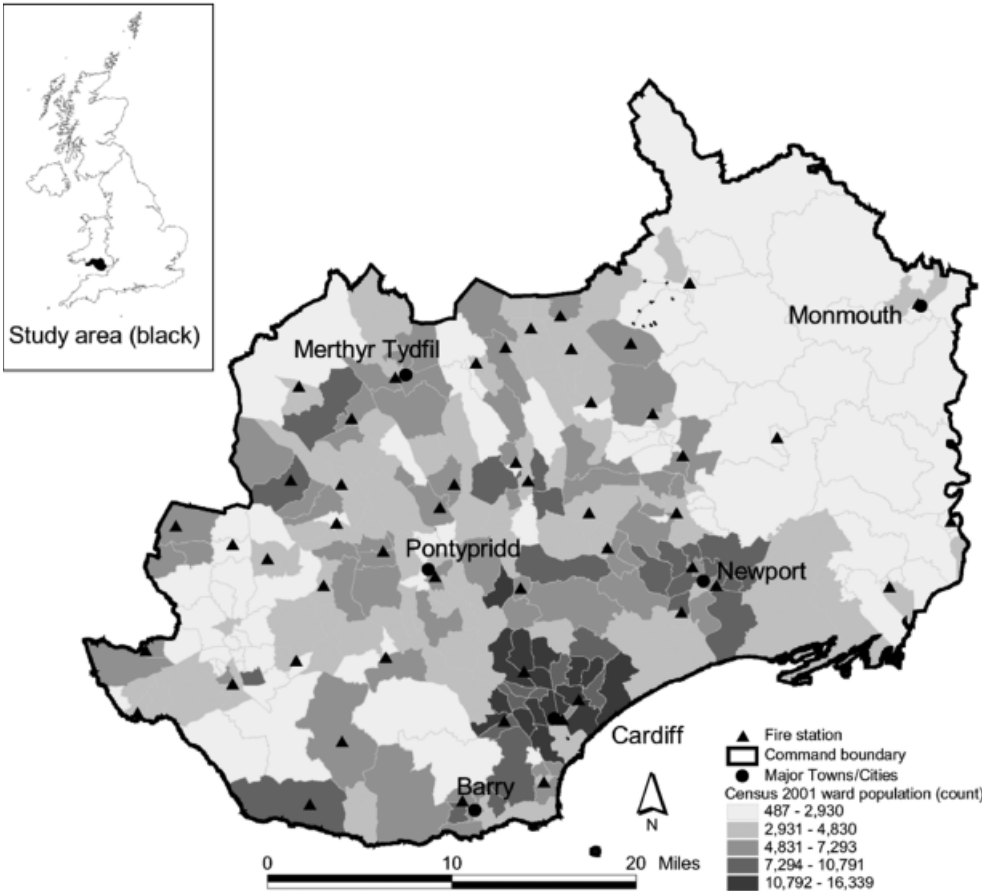 Study area (black)
Monmouth
Merthyr Tydfil
Pontypridd
Newport
Cardiff
Barry
N
0 10 20 Miles
Fire station
Command boundary
Major Towns/Cities
Census 2001 ward population (count)
487 - 2,930
2,931 - 4,830
4,831 - 7,293
7,294 - 10,791
10,792 - 16,339